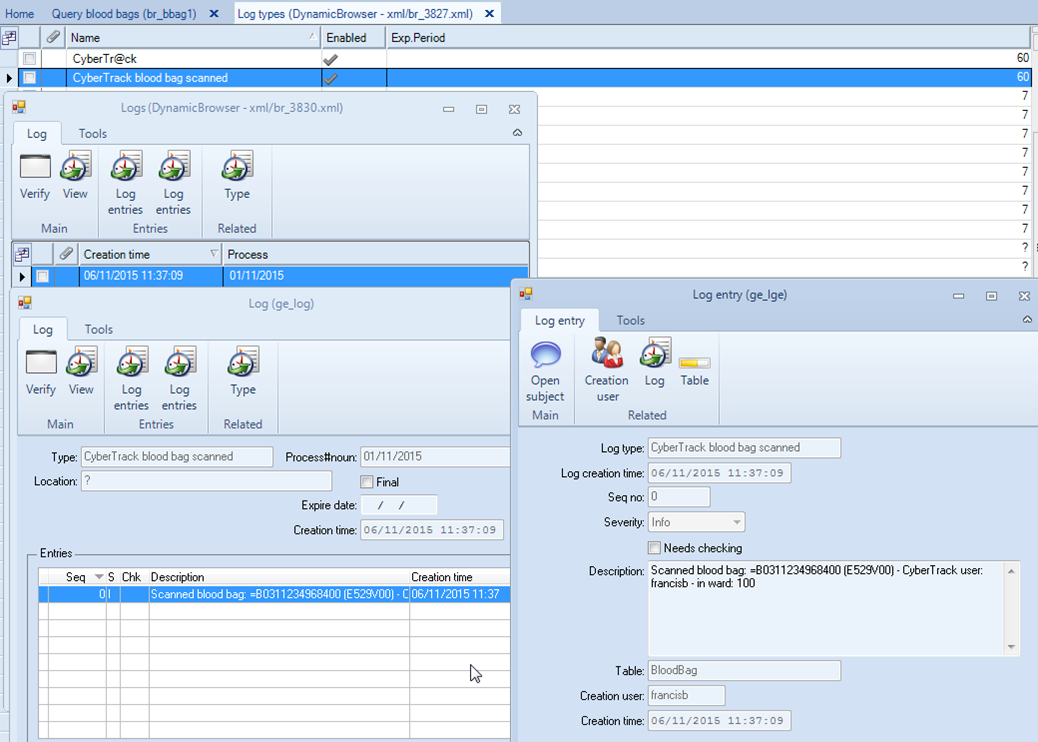 Home Query blood bags (br_bbag1) Log types (DynamicBrowser - xml/br_3827.xml)
Name Enabled Exp.Period
CyberTr@ck 60
CyberTrack blood bag scanned 60
7
7
7
7
7
7
7
7
?
?
Logs (DynamicBrowser - xml/br_3830.xml)
Log Tools
Verify View Log entries Log entries Type
Main Entries Related
Creation time Process
06/11/2015 11:37:09 01/11/2015
Log (ge_log)
Log Tools
Verify View Log entries Log entries Type
Main Entries Related
Type: CyberTrack blood bag scanned Process#noun: 01/11/2015
Location: ? Final
Expire date: / /
Creation time: 06/11/2015 11:37:09
Entries
Seq S Chk Description Creation time
0 I Scanned blood bag: =B0311234968400 (E529V00) - C 06/11/2015 11:37
Log entry (ge_lge)
Log entry Tools
Open subject Creation user Log Table
Main Related
Log type: CyberTrack blood bag scanned
Log creation time: 06/11/2015 11:37:09
Seq no: 0
Severity: Info
Needs checking
Description: Scanned blood bag: =B0311234968400 (E529V00) - CyberTrack user:
francisb - in ward: 100
Table: BloodBag
Creation user: francisb
Creation time: 06/11/2015 11:37:09